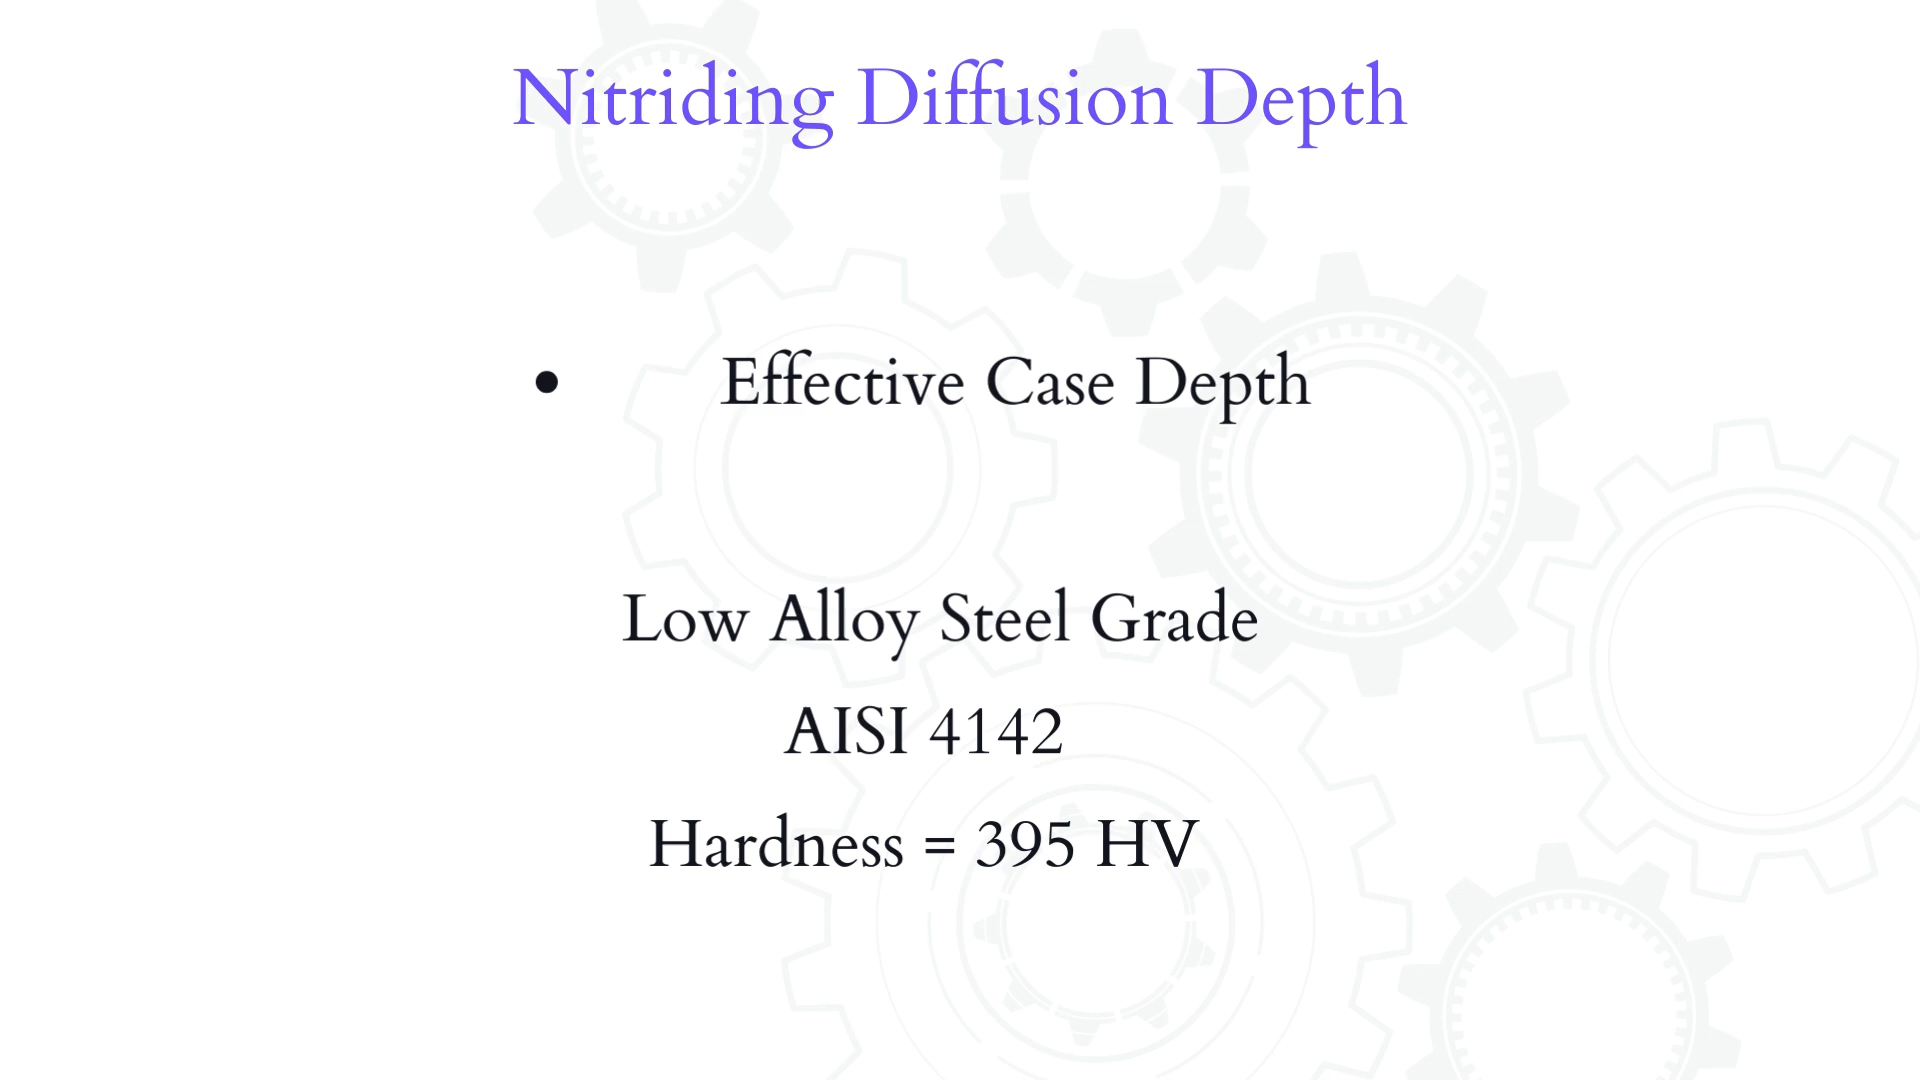 Nitriding Diffusion Depth
• Effective Case Depth
Low Alloy Steel Grade
AISI 4142
Hardness = 395 HV